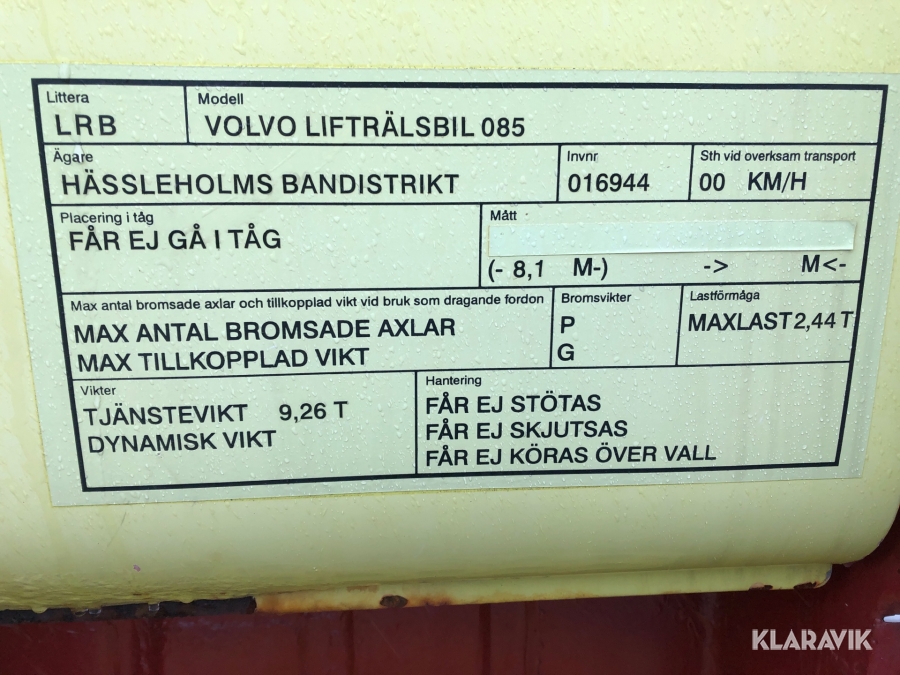 Littera
LRB
Modell
VOLVO LIFTRÄLSBIL 085
Ägare
HÄSSLEHOLMS BANDISTRIKT
Invnr
016944
Sth vid overksam transport
00 KM/H
Placering i tåg
FÅR EJ GÅ I TÅG
Mått
(- 8,1 M-) -> M<-
Max antal bromsade axlar och tillkopplad vikt vid bruk som dragande fordon
MAX ANTAL BROMSADE AXLAR
MAX TILLKOPPLAD VIKT
Bromsvikter
P
G
Lastförmåga
MAXLAST 2,44 T
Vikter
TJÄNSTEVIKT 9,26 T
DYNAMISK VIKT
Hantering
FÅR EJ STÖTAS
FÅR EJ SKJUTSAS
FÅR EJ KÖRAS ÖVER VALL
KLARAVIK